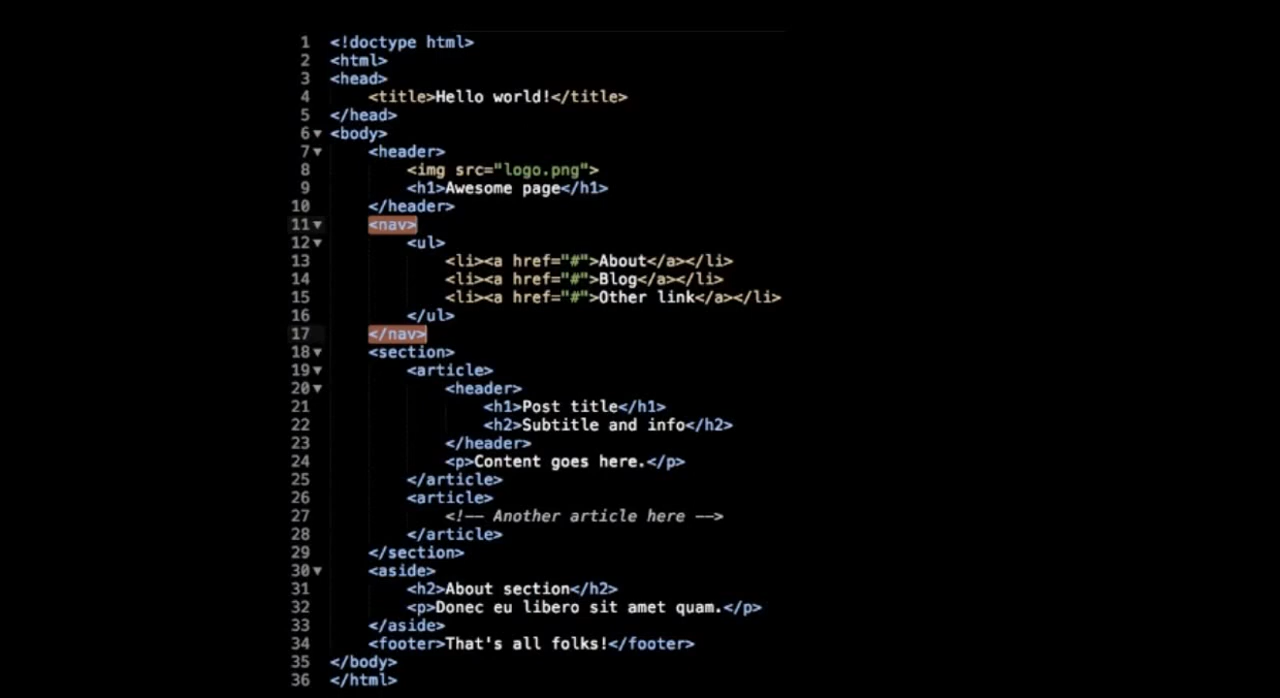 1 <!doctype html>
2 <html>
3 <head>
4     <title>Hello world!</title>
5 </head>
6 <body>
7     <header>
8         <img src="logo.png">
9         <h1>Awesome page</h1>
10     </header>
11     <nav>
12         <ul>
13             <li><a href="#">About</a></li>
14             <li><a href="#">Blog</a></li>
15             <li><a href="#">Other link</a></li>
16         </ul>
17     </nav>
18     <section>
19         <article>
20             <header>
21                 <h1>Post title</h1>
22                 <h2>Subtitle and info</h2>
23             </header>
24             <p>Content goes here.</p>
25         </article>
26         <article>
27             <!-- Another article here -->
28         </article>
29     </section>
30     <aside>
31         <h2>About section</h2>
32         <p>Donec eu libero sit amet quam.</p>
33     </aside>
34     <footer>That's all folks!</footer>
35 </body>
36 </html>